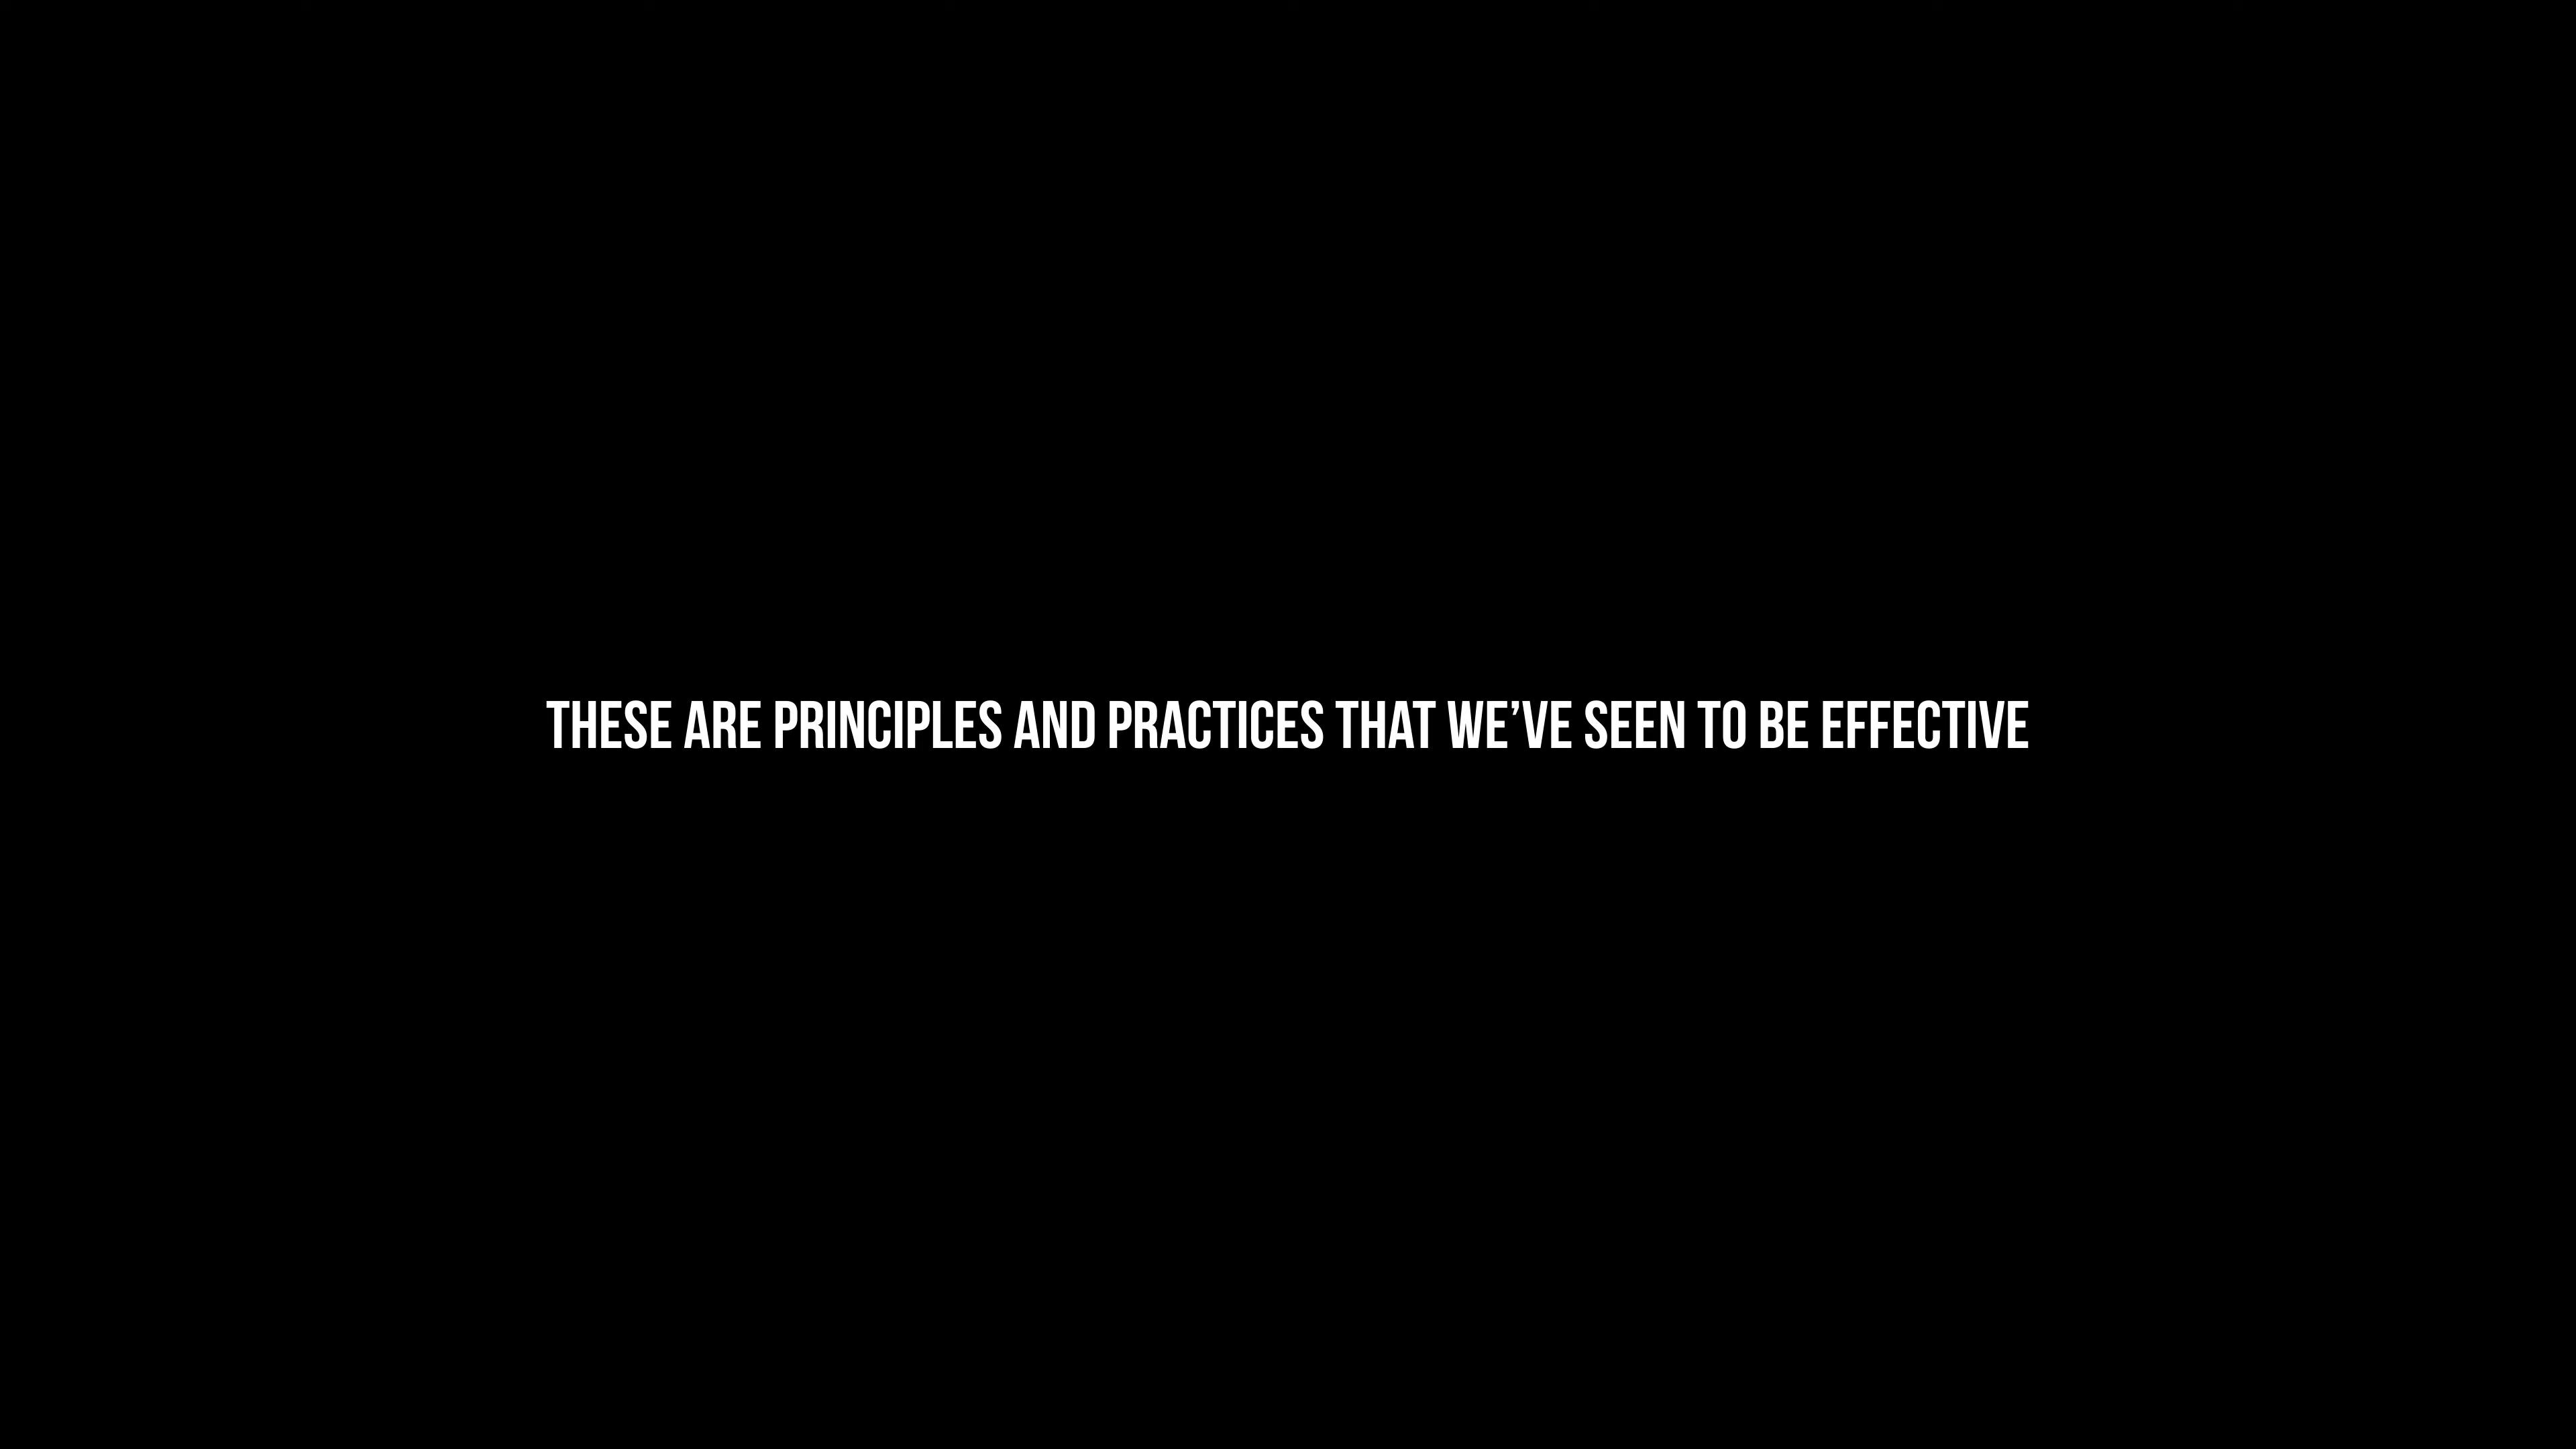 THESE ARE PRINCIPLES AND PRACTICES THAT WE’VE SEEN TO BE EFFECTIVE